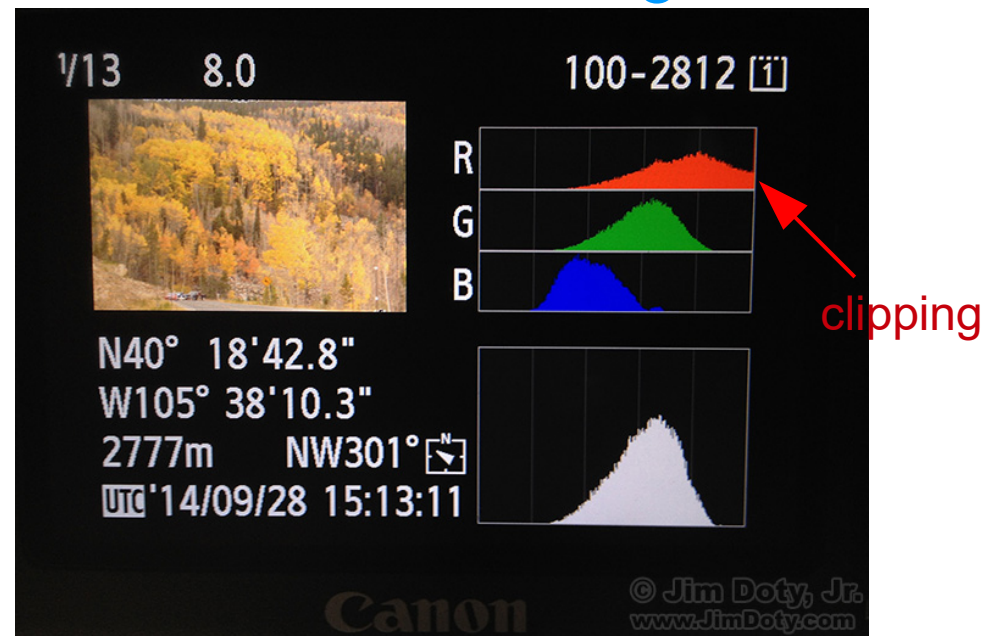 1/13 8.0 100-2812 1
R
G
B
clipping
N40° 18'42.8"
W105° 38'10.3"
2777m NW301° N
UTC '14/09/28 15:13:11
Canon
© Jim Doty, Jr.
www.JimDoty.com